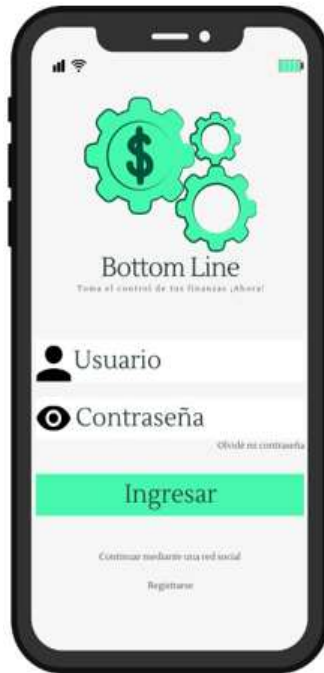 $
Bottom Line
Toma el control de tus finanzas ¡Ahora!
Usuario
Contraseña
Olvidé mi contraseña
Ingresar
Continuar mediante una red social
Registrarse